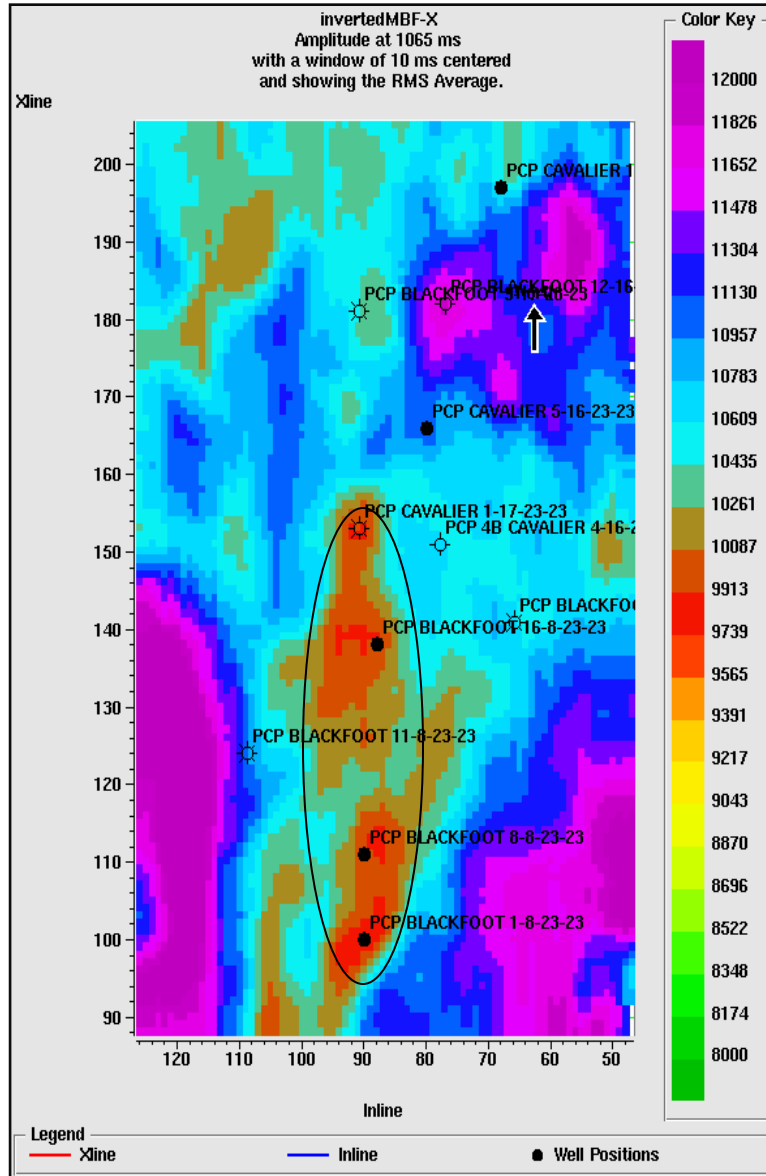 invertedMBF-X
Amplitude at 1065 ms
with a window of 10 ms centered
and showing the RMS Average.
Color Key
12000
11826
11652
11478
11304
11130
10957
10783
10609
10435
10261
10087
9913
9739
9565
9391
9217
9043
8870
8696
8522
8348
8174
8000
Xline
200
190
180
170
160
150
140
130
120
110
100
90
PCP CAVALIER 1
PCP BLACKFOOT 12-16
PCP BLACKFOOT
PCP CAVALIER 5-16-23-23
PCP CAVALIER 1-17-23-23
PCP 4B CAVALIER 4-16-2
PCP BLACKFOO
PCP BLACKFOOT 16-8-23-23
PCP BLACKFOOT 11-8-23-23
PCP BLACKFOOT 8-8-23-23
PCP BLACKFOOT 1-8-23-23
120 110 100 90 80 70 60 50
Inline
Legend
Xline Inline Well Positions